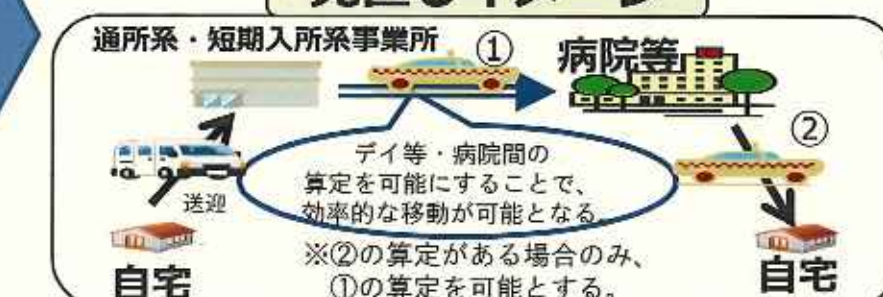 通所系・短期入所系事業所
①
病院等
②
デイ等・病院間の
算定を可能にすることで、
効率的な移動が可能となる。
送迎
自宅
※②の算定がある場合のみ、
①の算定を可能とする。
自宅